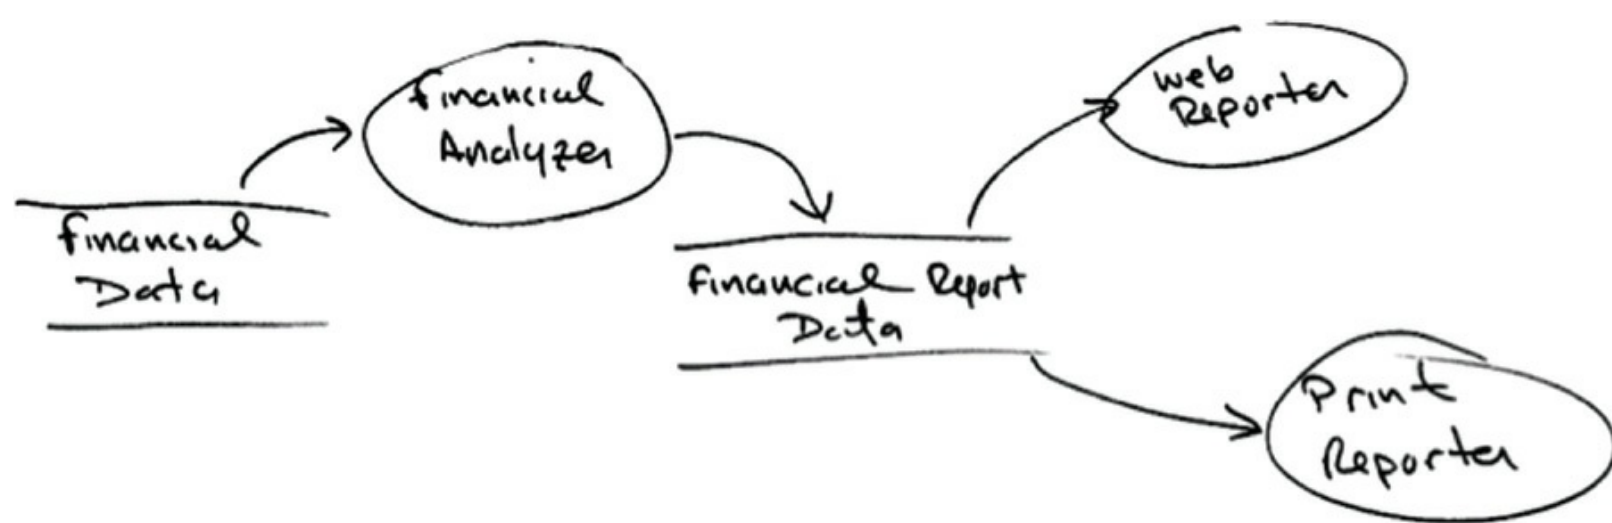 Financial
Data
Financial
Analyzer
Financial Report
Data
Web
Reporter
Print
Reporter